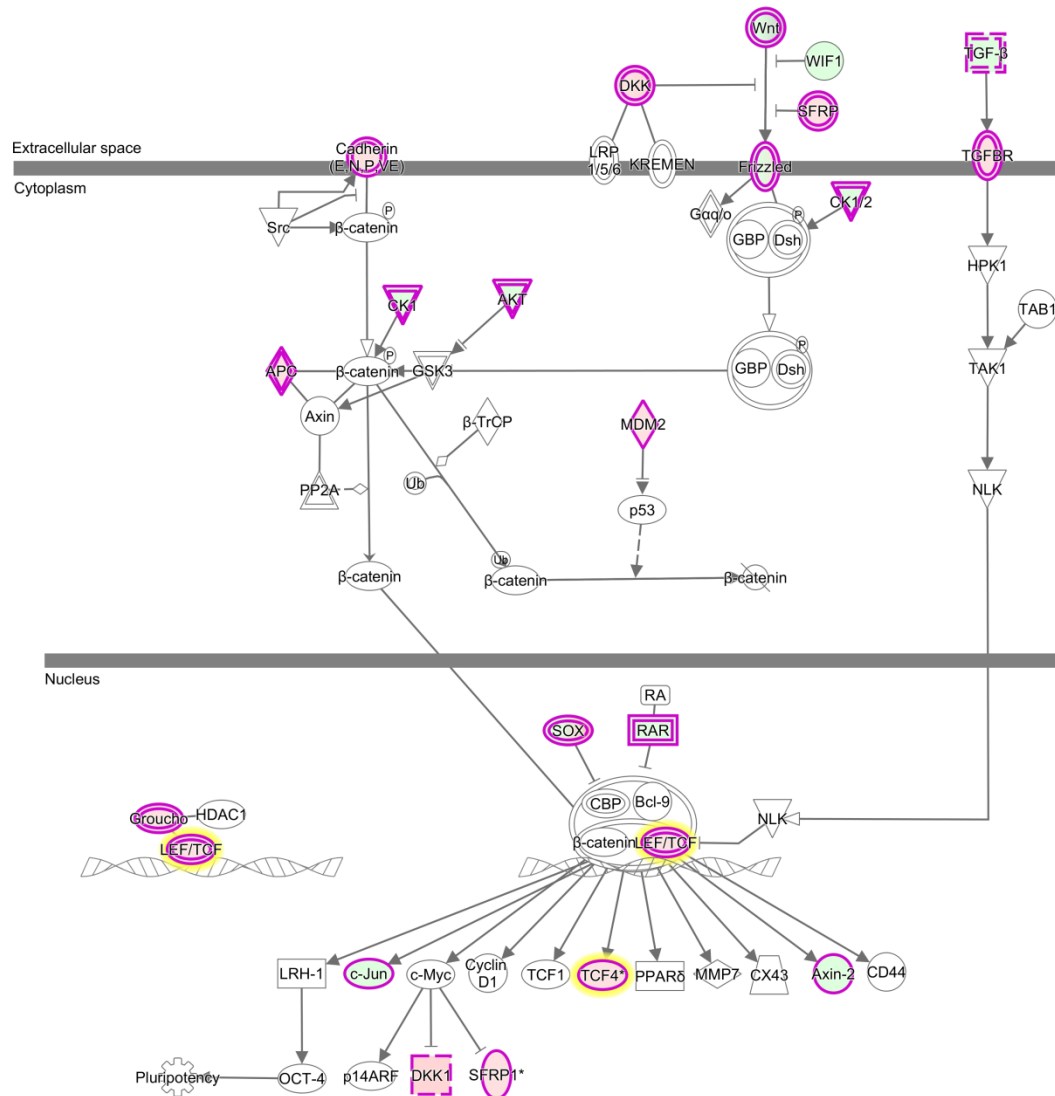 Wnt
WIF1
TGF-β
DKK
SFRP
Extracellular space
Cadherin
(E,N,P,VE)
LRP
1/5/6
KREMEN
Frizzled
TGFBR
Cytoplasm
CK1/2
Src
P
β-catenin
Gαq/o
P
GBP
Dsh
HPK1
CK1
AKT
TAB1
P
APC
β-catenin
GSK3
P
GBP
Dsh
TAK1
Axin
β-TrCP
MDM2
PP2A
Ub
NLK
p53
Ub
β-catenin
β-catenin
β-catenin
Nucleus
RA
SOX
RAR
CBP
Bcl-9
Groucho
HDAC1
NLK
LEF/TCF
β-catenin
LEF/TCF
LRH-1
c-Jun
c-Myc
Cyclin
D1
TCF1
TCF4*
PPARδ
MMP7
CX43
Axin-2
CD44
Pluripotency
OCT-4
p14ARF
DKK1
SFRP1*